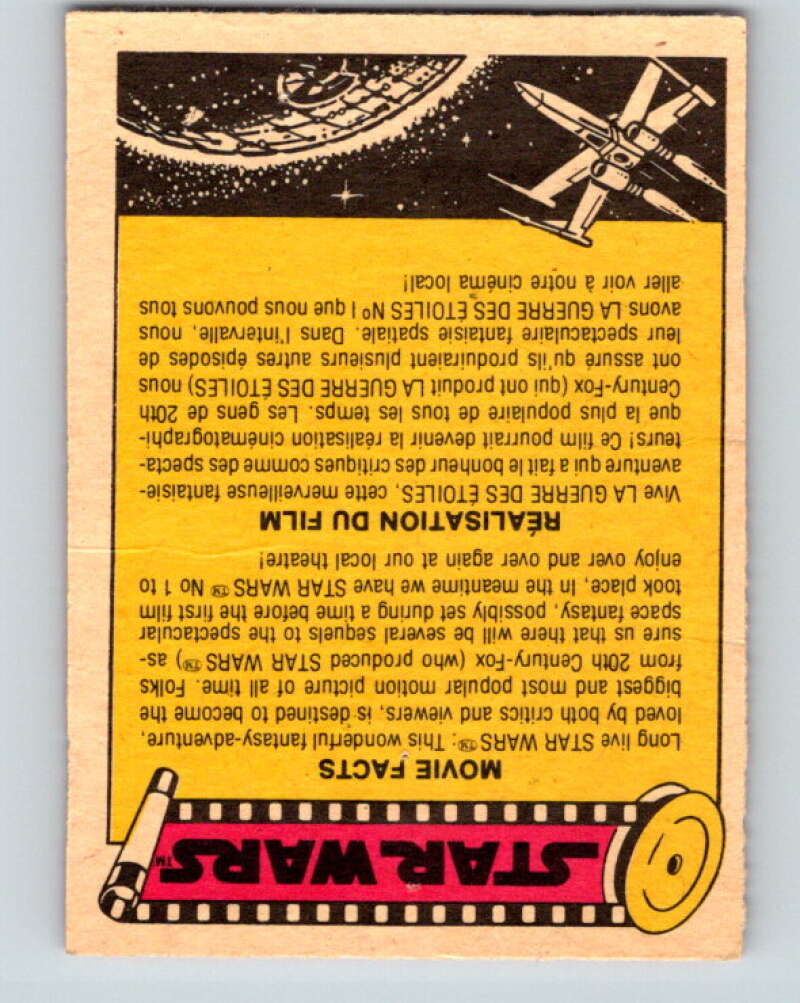 STAR WARS™
MOVIE FACTS
Long live STAR WARS™: This wonderful fantasy-adventure,
loved by both critics and viewers, is destined to become the
biggest and most popular motion picture of all time. Folks
from 20th Century-Fox (who produced STAR WARS™) as-
sure us that there will be several sequels to the spectacular
space fantasy, possibly set during a time before the first film
took place, In the meantime we have STAR WARS™ No 1 to
enjoy over and over again at our local theatre!
RÉALISATION DU FILM
Vive LA GUERRE DES ÉTOILES, cette merveilleuse fantaisie-
aventure qui a fait le bonheur des critiques comme des specta-
teurs! Ce film pourrait devenir la réalisation cinématographi-
que la plus populaire de tous les temps. Les gens de 20th
Century-Fox (qui ont produit LA GUERRE DES ÉTOILES) nous
ont assuré qu'ils produiraient plusieurs autres épisodes de
leur spectaculaire fantaisie spatiale. Dans l'intervalle, nous
avons LA GUERRE DES ÉTOILES Nº I que nous pouvons tous
aller voir à notre cinéma local!!